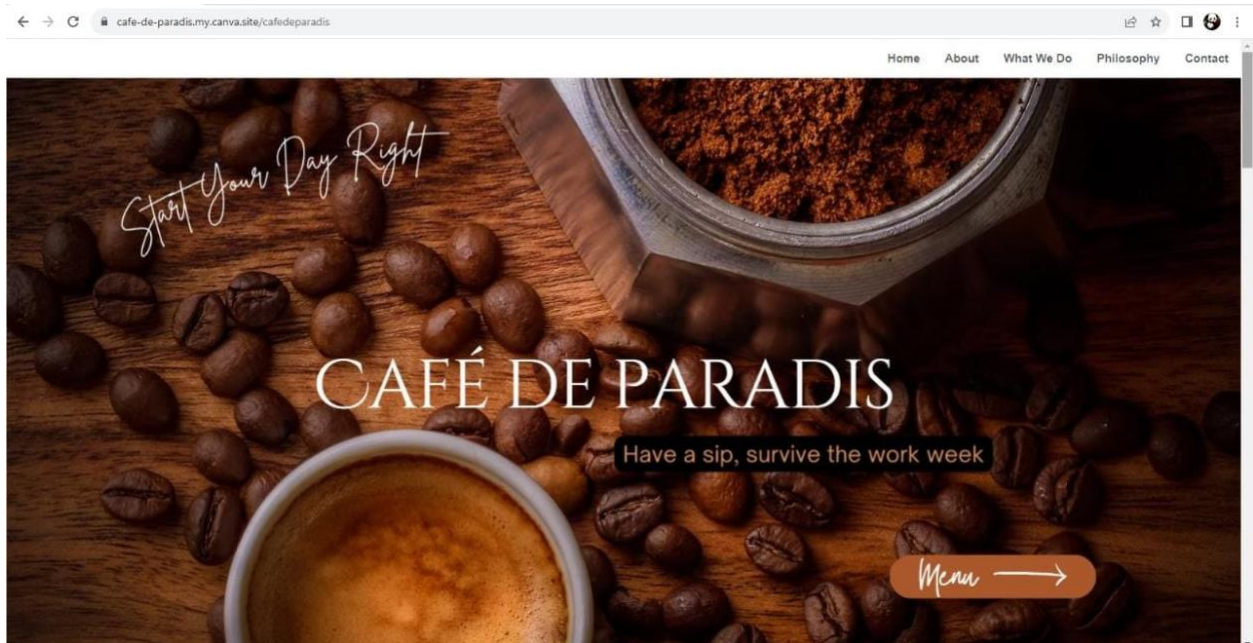 cafe-de-paradis.my.canva.site/cafedeparadis
Home About What We Do Philosophy Contact
Start Your Day Right
CAFÉ DE PARADIS
Have a sip, survive the work week
Menu